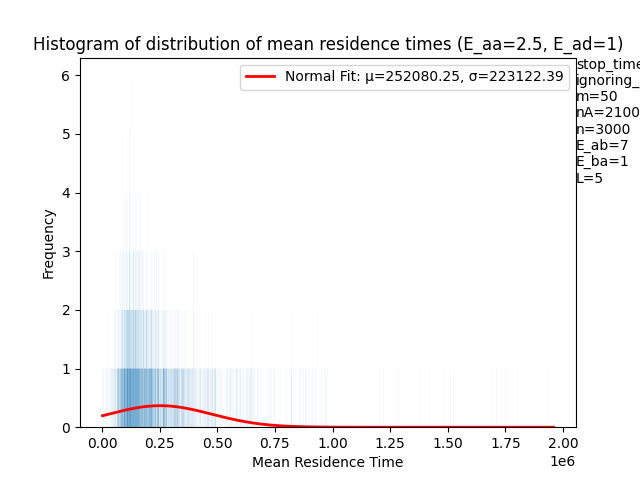 Histogram of distribution of mean residence times (E_aa=2.5, E_ad=1)
Normal Fit: μ=252080.25, σ=223122.39
stop_time
ignoring_
m=50
nA=2100
n=3000
E_ab=7
E_ba=1
L=5
Frequency
6
5
4
3
2
1
0
0.00 0.25 0.50 0.75 1.00 1.25 1.50 1.75 2.00
1e6
Mean Residence Time